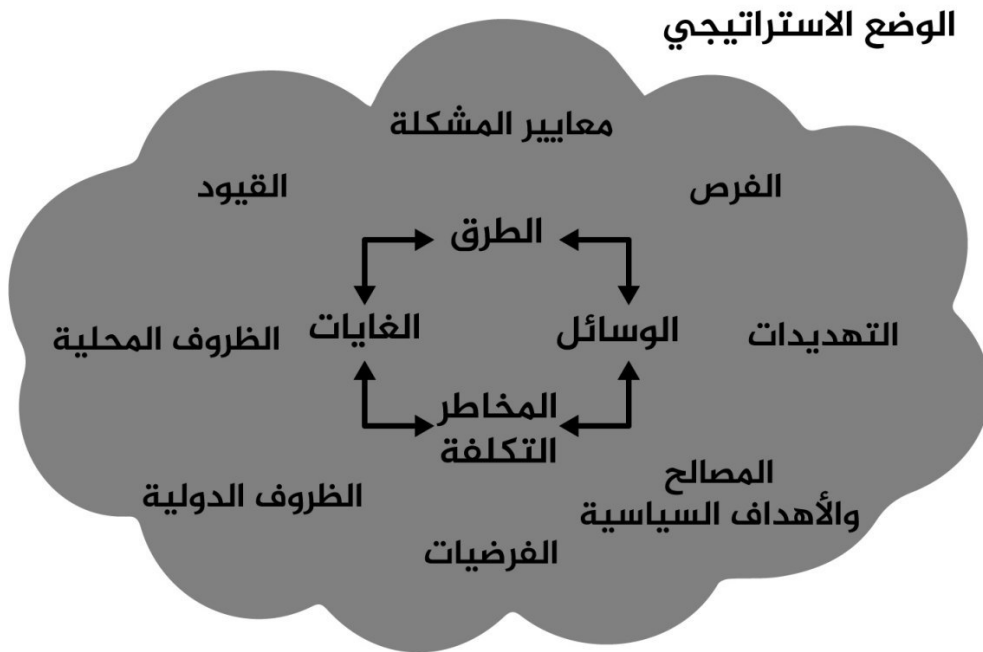 الوضع الاستراتيجي
معايير المشكلة
الفرص
القيود
الطرق
التهديدات
الوسائل
الغايات
الظروف المحلية
المخاطر
التكلفة
المصالح
والأهداف السياسية
الظروف الدولية
الفرضيات